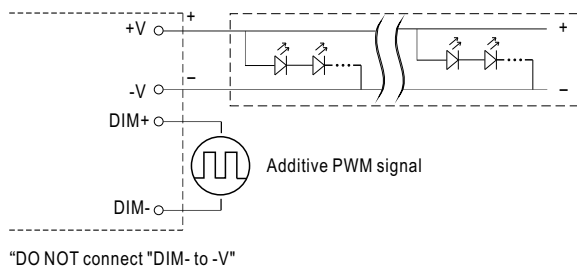 +V
+
+
-V
−
−
DIM+
Additive PWM signal
DIM-
“DO NOT connect "DIM- to -V"